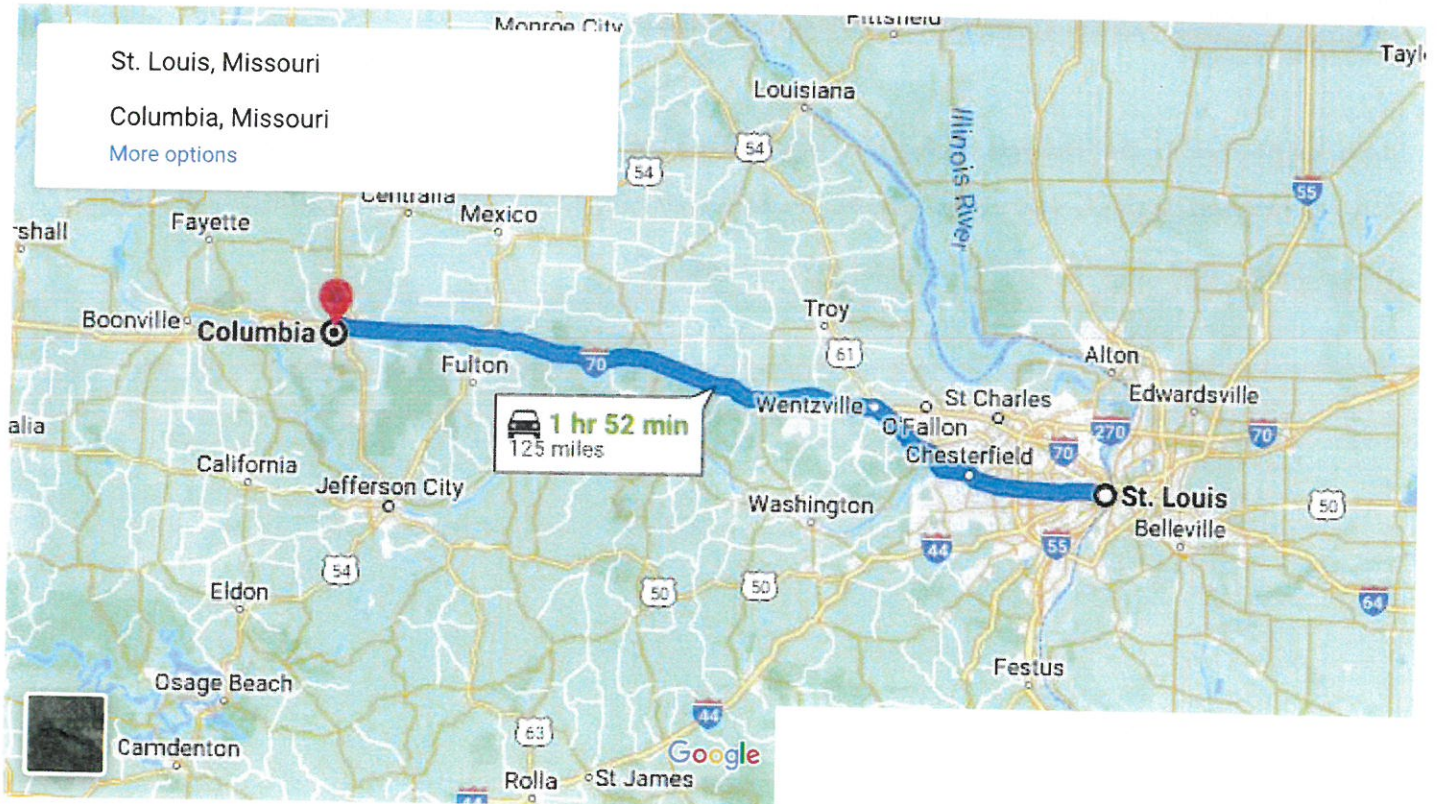 Monroe City
Pittsfield
St. Louis, Missouri
Columbia, Missouri
More options
Louisiana
Illinois River
54
54
55
Centralia
Mexico
Fayette
rshall
Troy
Boonville
Columbia
61
Alton
Fulton
70
Edwardsville
St Charles
Wentzville
O'Fallon
270
70
70
1 hr 52 min
125 miles
Chesterfield
alia
California
Jefferson City
Washington
St. Louis
50
Belleville
44
55
54
50
50
64
Eldon
Festus
Osage Beach
44
63
Google
Camdenton
Rolla
St James
44